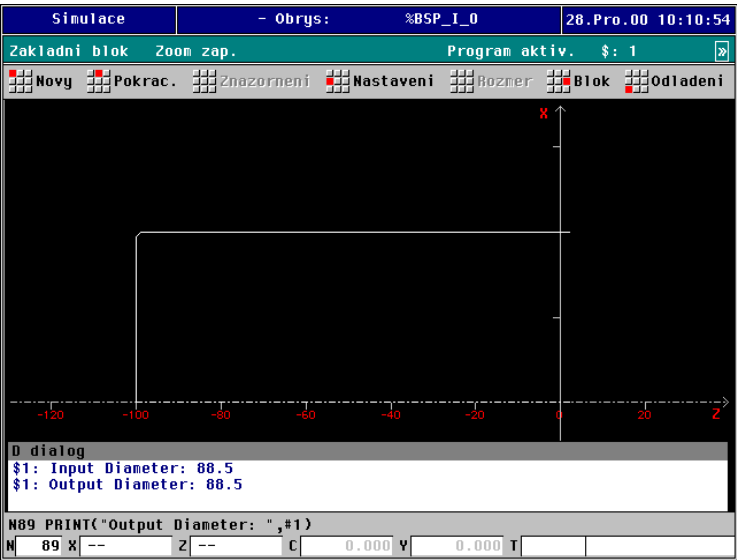 Simulace - Obrys: %BSP_I_O 28.Pro.00 10:10:54
Zakladni blok Zoom zap. Program aktiv. $: 1 »
Novy Pokrac. Znazorneni Nastaveni Rozmer Blok Odladeni
X
-120 -100 -80 -60 -40 -20 0 20 Z
D dialog
$1: Input Diameter: 88.5
$1: Output Diameter: 88.5
N89 PRINT("Output Diameter: ",#1)
N 89 X -- Z -- C 0.000 Y 0.000 T